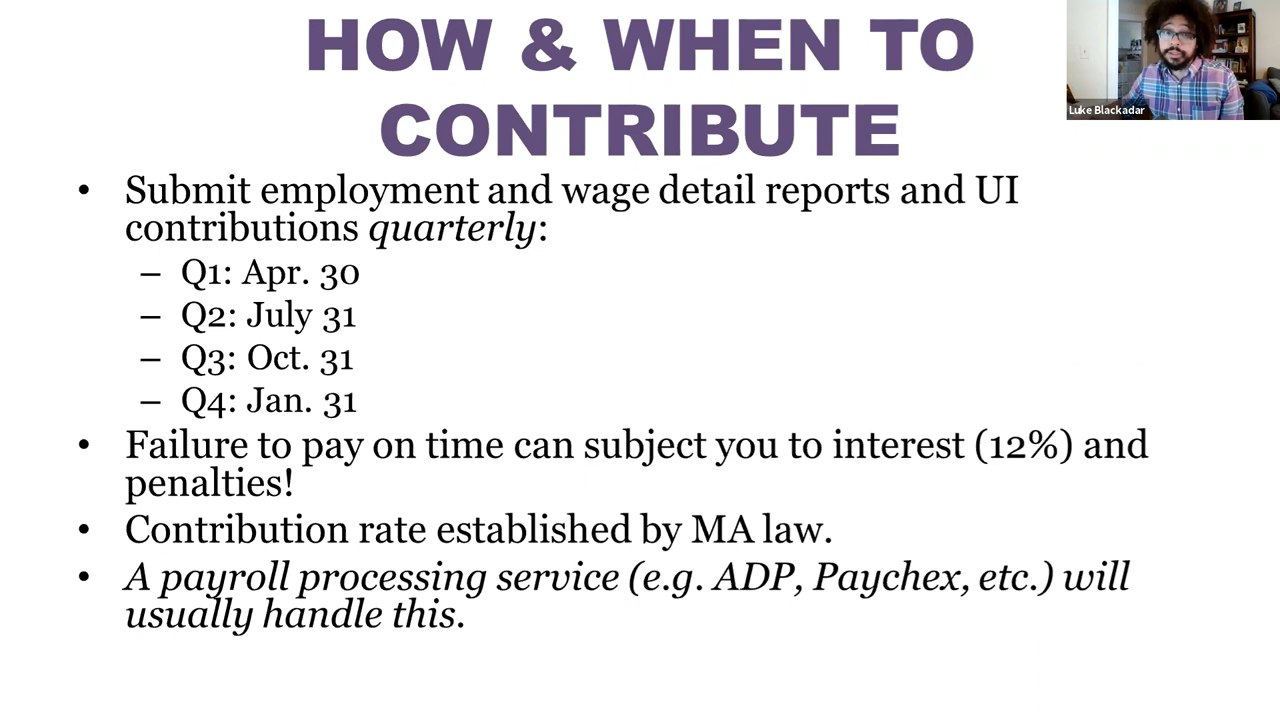 HOW & WHEN TO
CONTRIBUTE
Luke Blackadar
• Submit employment and wage detail reports and UI
contributions quarterly:
– Q1: Apr. 30
– Q2: July 31
– Q3: Oct. 31
– Q4: Jan. 31
• Failure to pay on time can subject you to interest (12%) and
penalties!
• Contribution rate established by MA law.
• A payroll processing service (e.g. ADP, Paychex, etc.) will
usually handle this.